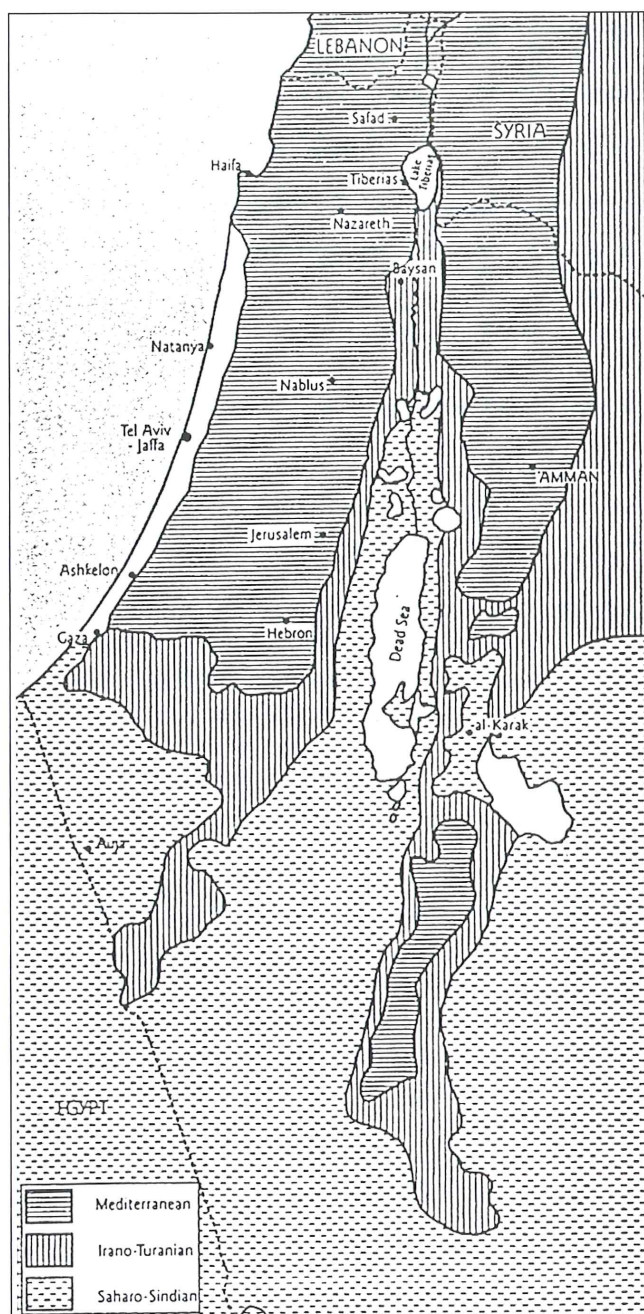 LEBANON
Safad
SYRIA
Haifa
Tiberias
Lake
Tiberias
Nazareth
Baysan
Natanya
Nablus
Tel Aviv
-Jaffa
'AMMAN
Jerusalem
Ashkelon
Gaza
Hebron
Dead Sea
al-Karak
Auja
EGYPT
Mediterranean
Irano-Turanian
Saharo-Sindian